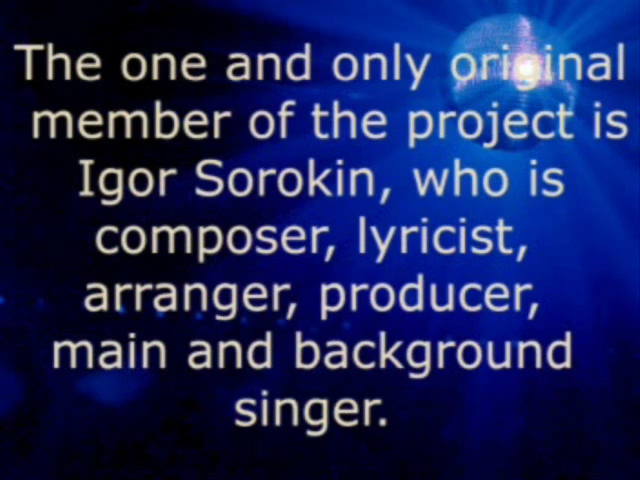 The one and only original
member of the project is
Igor Sorokin, who is
composer, lyricist,
arranger, producer,
main and background
singer.